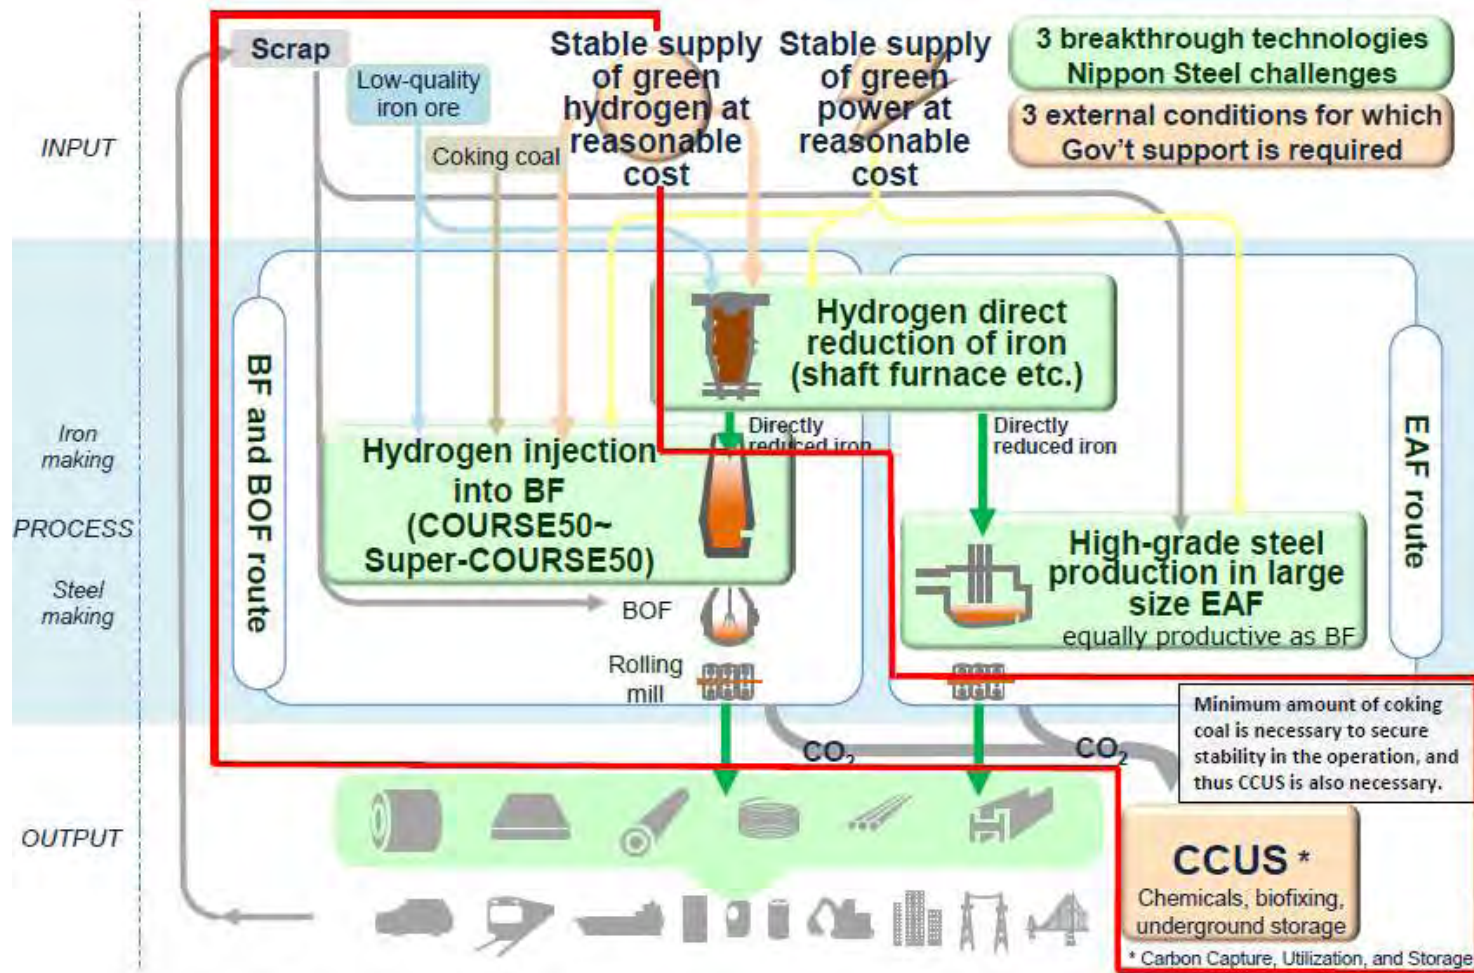 Scrap
Low-quality
iron ore
Coking coal
Stable supply
of green
hydrogen at
reasonable
cost
Stable supply
of green
power at
reasonable
cost
3 breakthrough technologies
Nippon Steel challenges
3 external conditions for which
Gov't support is required
INPUT
Hydrogen direct
reduction of iron
(shaft furnace etc.)
BF and BOF route
EAF route
Iron
making
PROCESS
Steel
making
Directly
reduced iron
Directly
reduced iron
Hydrogen injection
into BF
(COURSE50~
Super-COURSE50)
High-grade steel
production in large
size EAF
equally productive as BF
BOF
Rolling
mill
CO2
CO2
Minimum amount of coking
coal is necessary to secure
stability in the operation, and
thus CCUS is also necessary.
OUTPUT
CCUS *
Chemicals, biofixing,
underground storage
* Carbon Capture, Utilization, and Storage